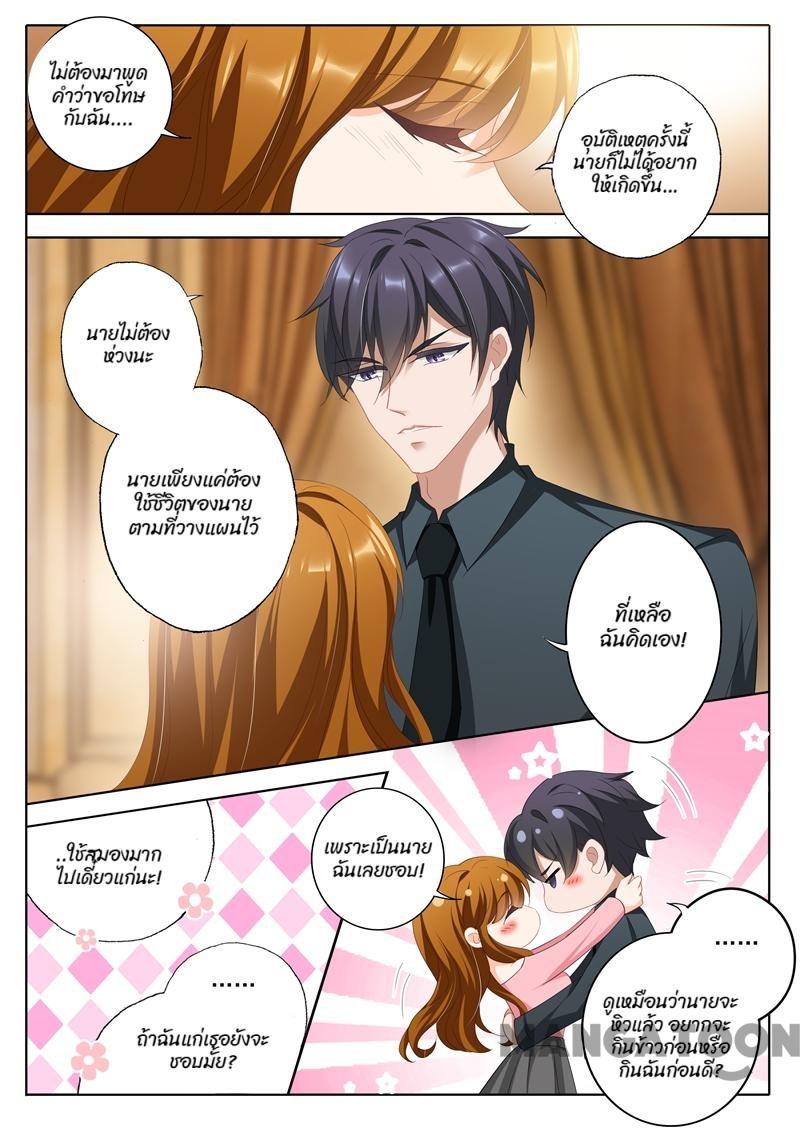 ไม่ต้องมาพูด
คำว่าขอโทษ
กับฉัน....
อุบัติเหตุครั้งนี้
นายก็ไม่ได้อยาก
ให้เกิดขึ้น...
นายไม่ต้อง
ห่วงนะ
นายเพียงแค่ต้อง
ใช้ชีวิตของนาย
ตามที่วางแผนไว้
ที่เหลือ
ฉันคิดเอง!
..ใช้สมองมาก
ไปเดี๋ยวแก่นะ!
เพราะเป็นนาย
ฉันเลยชอบ!
......
ถ้าฉันแก่เธอยังจะ
ชอบมั้ย?
......
ดูเหมือนว่านายจะ
หิวแล้ว อยากจะ
กินข้าวก่อนหรือ
กินฉันก่อนดี?
MANGATOON